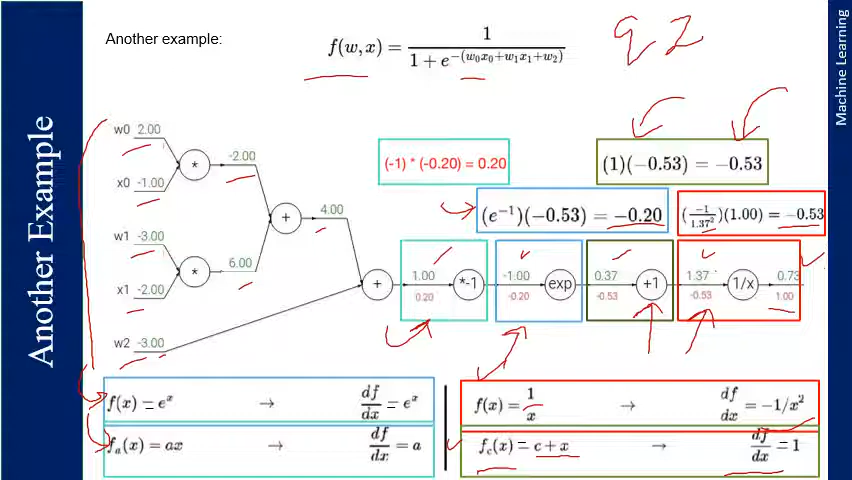 Another example:
f(w, x) = 1 / 1 + e^−(w₀x₀+w₁x₁+w₂)
q 2
Machine Learning
Another Example
w0 2.00
x0 -1.00
w1 -3.00
x1 -2.00
w2 -3.00
*
-2.00
*
6.00
+
4.00
+
(-1) * (-0.20) = 0.20
(1)(−0.53) = −0.53
(e⁻¹)(−0.53) = −0.20
(−1/1.37²)(1.00) = −0.53
1.00 *-1 -1.00 exp 0.37 +1 1.37 1/x 0.73
0.20 -0.20 -0.53 -0.53 1.00
f(x) = eˣ → df/dx = eˣ
fₐ(x) = ax → df/dx = a
f(x) = 1/x → df/dx = −1/x²
f_c(x) = c + x → df/dx = 1